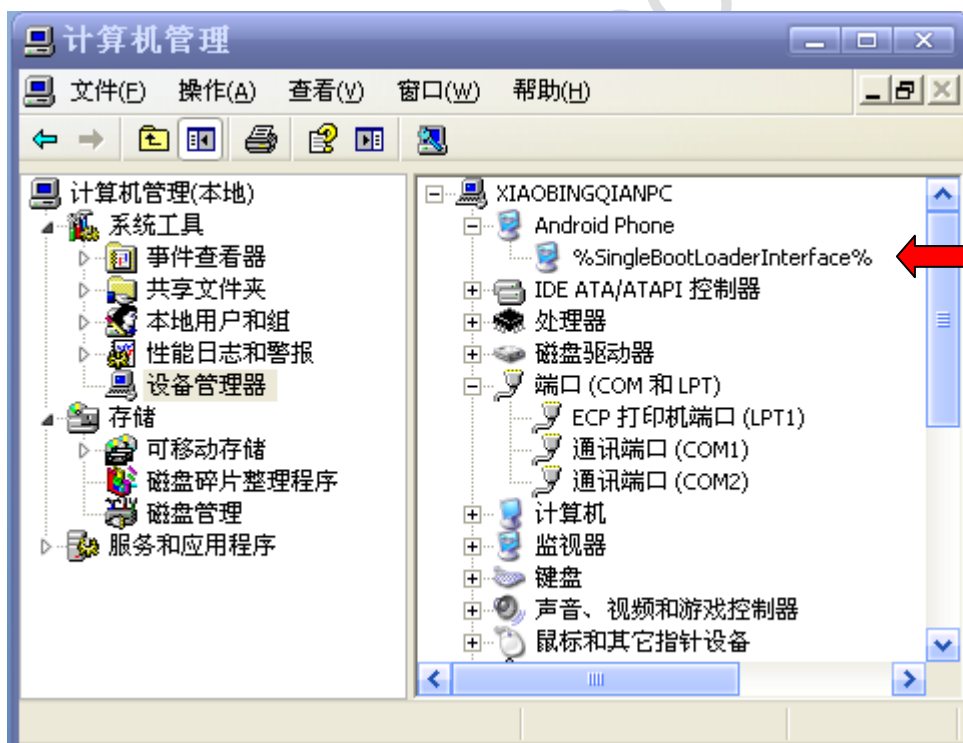 计算机管理
文件(F) 操作(A) 查看(V) 窗口(W) 帮助(H)
计算机管理(本地)
系统工具
事件查看器
共享文件夹
本地用户和组
性能日志和警报
设备管理器
存储
可移动存储
磁盘碎片整理程序
磁盘管理
服务和应用程序
XIAOBINGQIANPC
Android Phone
%SingleBootLoaderInterface%
IDE ATA/ATAPI 控制器
处理器
磁盘驱动器
端口 (COM 和 LPT)
ECP 打印机端口 (LPT1)
通讯端口 (COM1)
通讯端口 (COM2)
计算机
监视器
键盘
声音、视频和游戏控制器
鼠标和其它指针设备